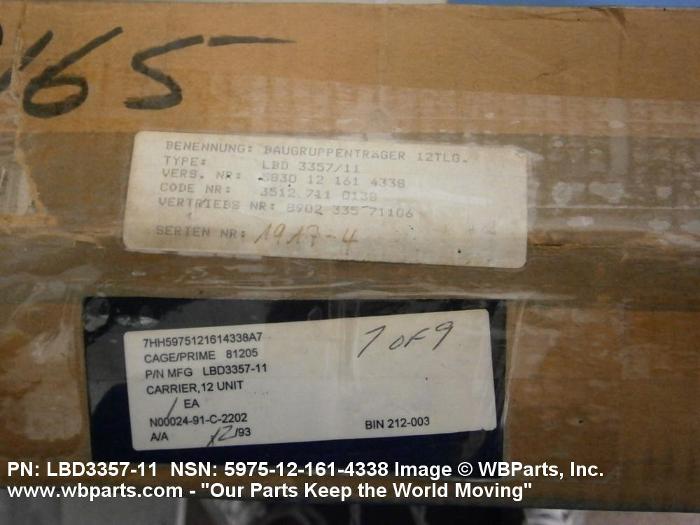 165-
BENENNUNG: BAUGRUPPENTRÄGER 12TLG.
TYPE: LBD 3357/11
VERS. NR: 5830 12 161 4338
CODE NR: 3512 711 0138
VERTRIEBS NR: 8902 335 71106
SERIEN NR: 1917-4
7HH5975121614338A7
7 OF 9
CAGE/PRIME 81205
P/N MFG LBD3357-11
CARRIER,12 UNIT
1 EA
N00024-91-C-2202
BIN 212-003
A/A 12/93
PN: LBD3357-11 NSN: 5975-12-161-4338 Image © WBParts, Inc.
www.wbparts.com - "Our Parts Keep the World Moving"